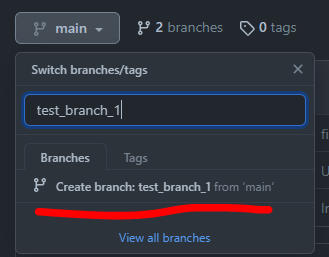 main 2 branches 0 tags
Switch branches/tags
test_branch_1
Branches Tags
Create branch: test_branch_1 from 'main'
View all branches